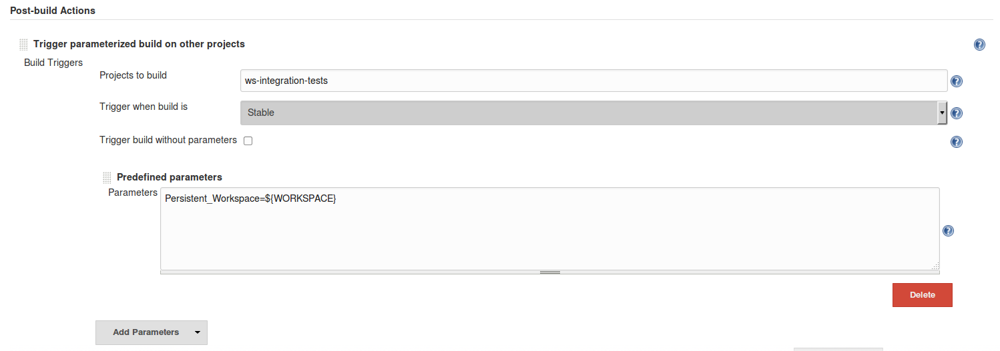 Post-build Actions
Trigger parameterized build on other projects
Build Triggers
Projects to build
ws-integration-tests
Trigger when build is
Stable
Trigger build without parameters
Predefined parameters
Parameters
Persistent_Workspace=${WORKSPACE}
Delete
Add Parameters